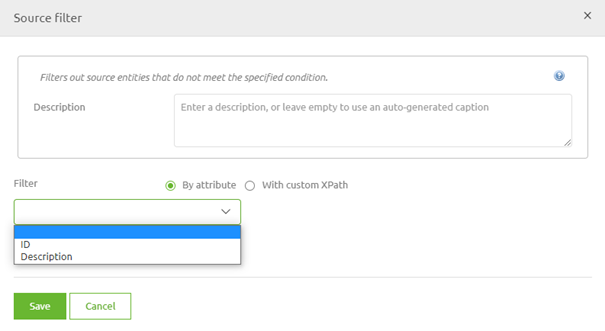 Source filter
Filters out source entities that do not meet the specified condition.
Description
Enter a description, or leave empty to use an auto-generated caption
Filter
By attribute
With custom XPath
ID
Description
Save
Cancel